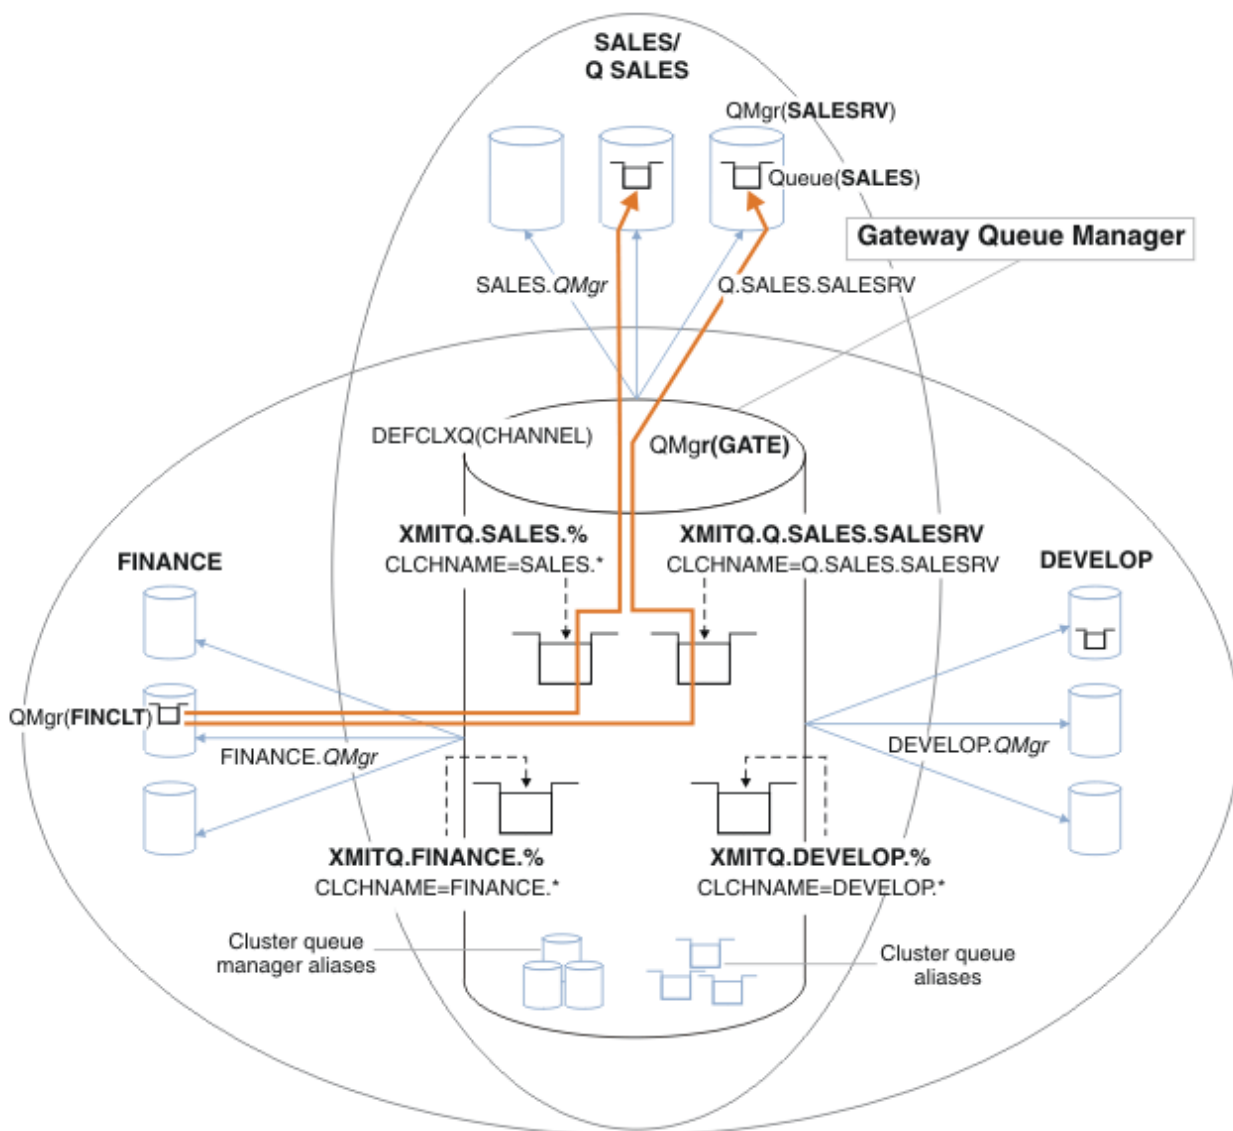 SALES/
Q SALES
QMgr(SALESRV)
Queue(SALES)
Gateway Queue Manager
SALES.QMgr
Q.SALES.SALESRV
DEFCLXQ(CHANNEL)
QMgr(GATE)
XMITQ.SALES.%
CLCHNAME=SALES.*
XMITQ.Q.SALES.SALESRV
CLCHNAME=Q.SALES.SALESRV
FINANCE
DEVELOP
QMgr(FINCLT)
FINANCE.QMgr
DEVELOP.QMgr
XMITQ.FINANCE.%
CLCHNAME=FINANCE.*
XMITQ.DEVELOP.%
CLCHNAME=DEVELOP.*
Cluster queue
manager aliases
Cluster queue
aliases